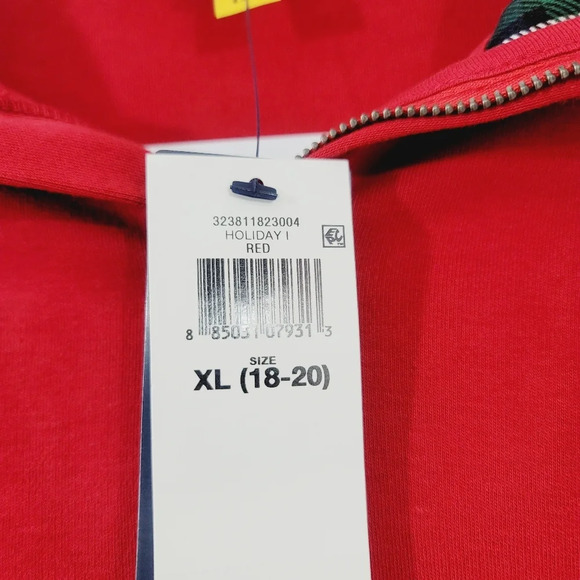 323811823004
HOLIDAY I
RED
8 85031 07931 3
SIZE
XL (18-20)